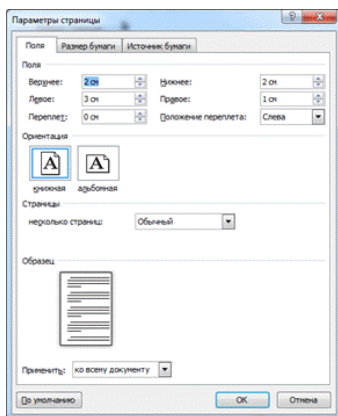 Параметры страницы
Поля Размер бумаги Источник бумаги
Поля
Верхнее: 2 см Нижнее: 2 см
Левое: 3 см Правое: 1 см
Переплет: 0 см Положение переплета: Слева
Ориентация
A A
книжная альбомная
Страницы
несколько страниц: Обычный
Образец
Применить: ко всему документу
По умолчанию ОК Отмена